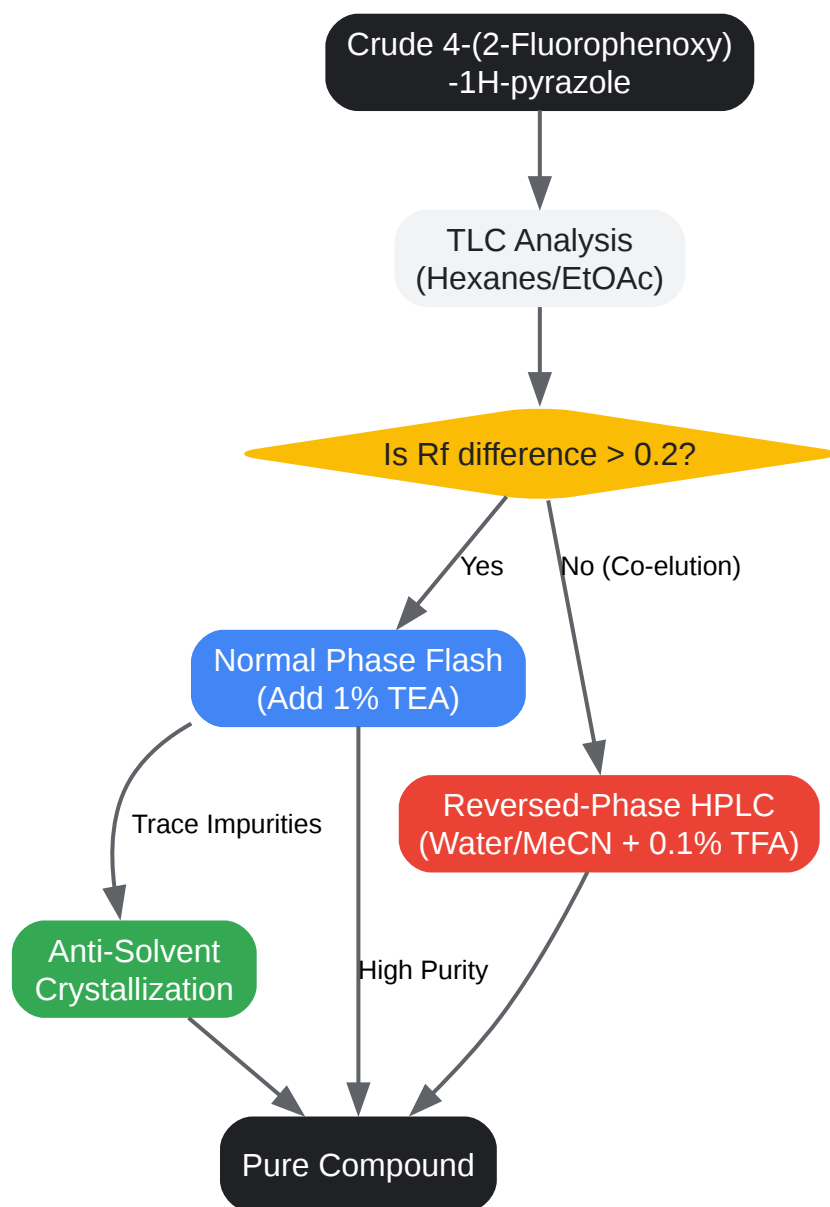 Crude 4-(2-Fluorophenoxy)
-1H-pyrazole
TLC Analysis
(Hexanes/EtOAc)
Is Rf difference > 0.2?
Yes
No (Co-elution)
Normal Phase Flash
(Add 1% TEA)
Reversed-Phase HPLC
(Water/MeCN + 0.1% TFA)
Trace Impurities
Anti-Solvent
Crystallization
High Purity
Pure Compound